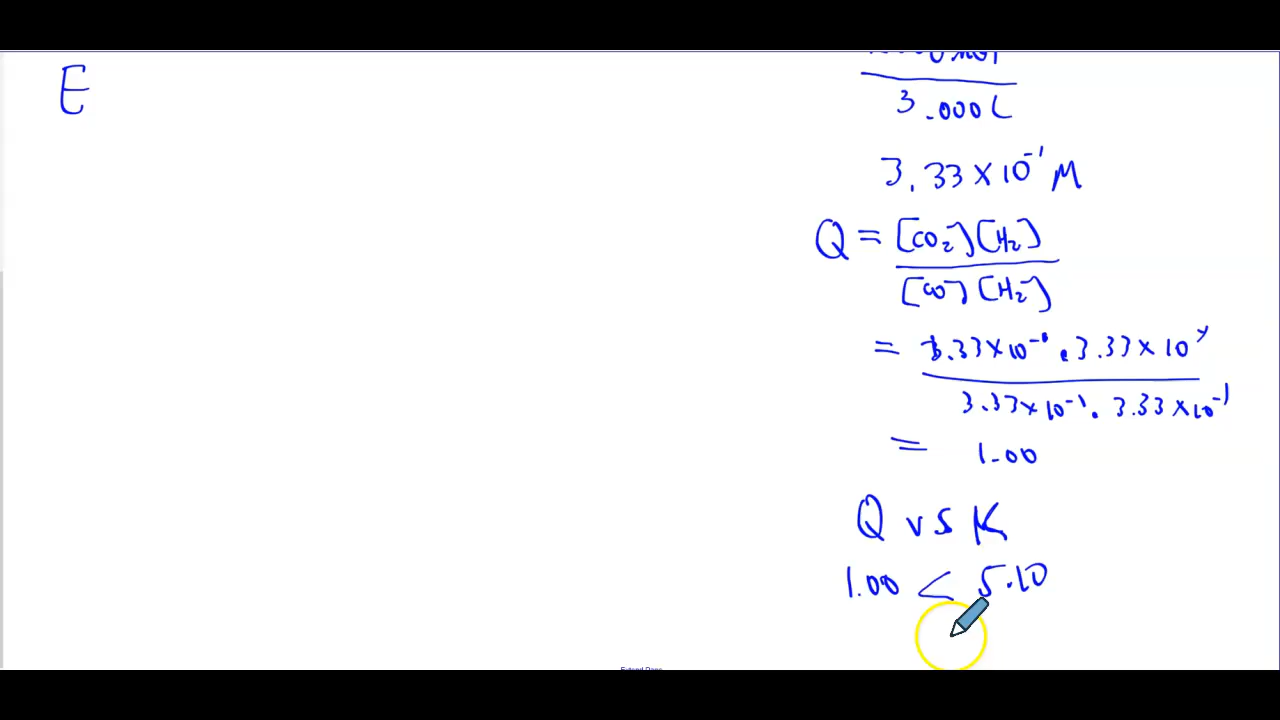 E
3.000 L
3.33 × 10⁻¹ M
Q = [CO₂][H₂]
[CO][H₂]
= 3.33×10⁻¹ · 3.33 × 10
3.33×10⁻¹ · 3.33 × 10⁻¹
= 1.00
Q vs K
1.00 < 5.10